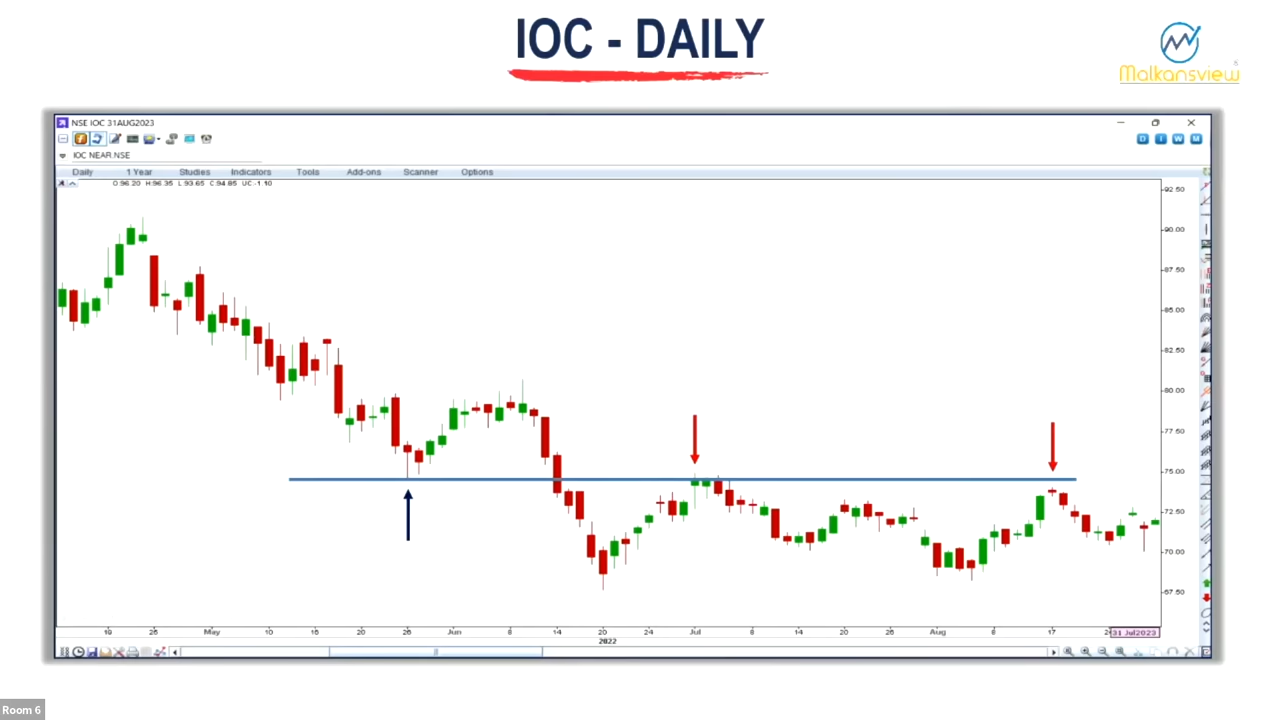 IOC - DAILY
Malkansview
NSE IOC 31AUG2023
D I W M
IOC NEAR NSE
Daily 1 Year Studies Indicators Tools Add-ons Scanner Options
O:96.20 H:96.35 L:93.65 C:94.85 UC:-1.10
92.50
90.00
87.50
85.00
82.50
80.00
77.50
75.00
72.50
70.00
67.50
19 25 May 10 16 20 26 Jun 8 14 20 24 Jul 8 14 20 26 Aug 8 17 31 Jul2023
2022
Room 6